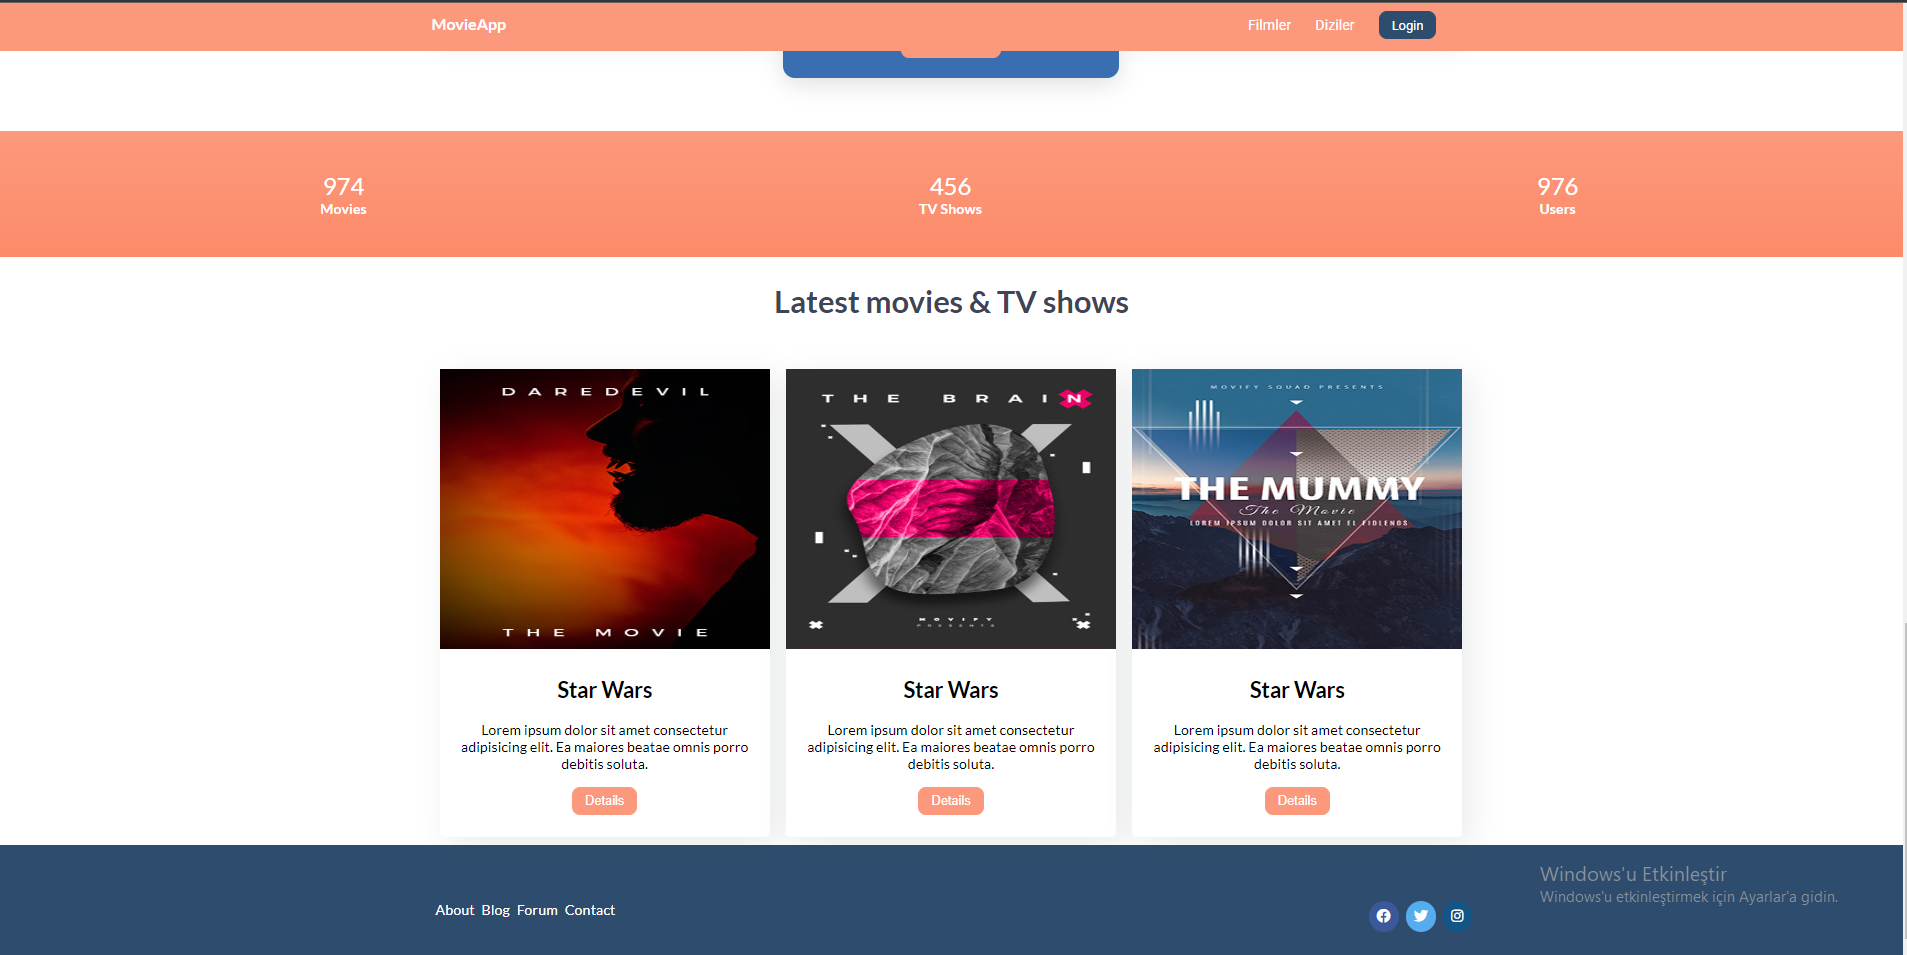 MovieApp
Filmler
Diziler
Login
974
Movies
456
TV Shows
976
Users
Latest movies & TV shows
DAREDEVIL
THE MOVIE
THE BRAIN
MOVIFY
PRESENTS
MOVIFY SQUAD PRESENTS
THE MUMMY
The Movie
LOREM IPSUM DOLOR SIT AMET EL FIDLENGS
Star Wars
Lorem ipsum dolor sit amet consectetur
adipisicing elit. Ea maiores beatae omnis porro
debitis soluta.
Details
Star Wars
Lorem ipsum dolor sit amet consectetur
adipisicing elit. Ea maiores beatae omnis porro
debitis soluta.
Details
Star Wars
Lorem ipsum dolor sit amet consectetur
adipisicing elit. Ea maiores beatae omnis porro
debitis soluta.
Details
About Blog Forum Contact
Windows'u Etkinleştir
Windows'u etkinleştirmek için Ayarlar'a gidin.